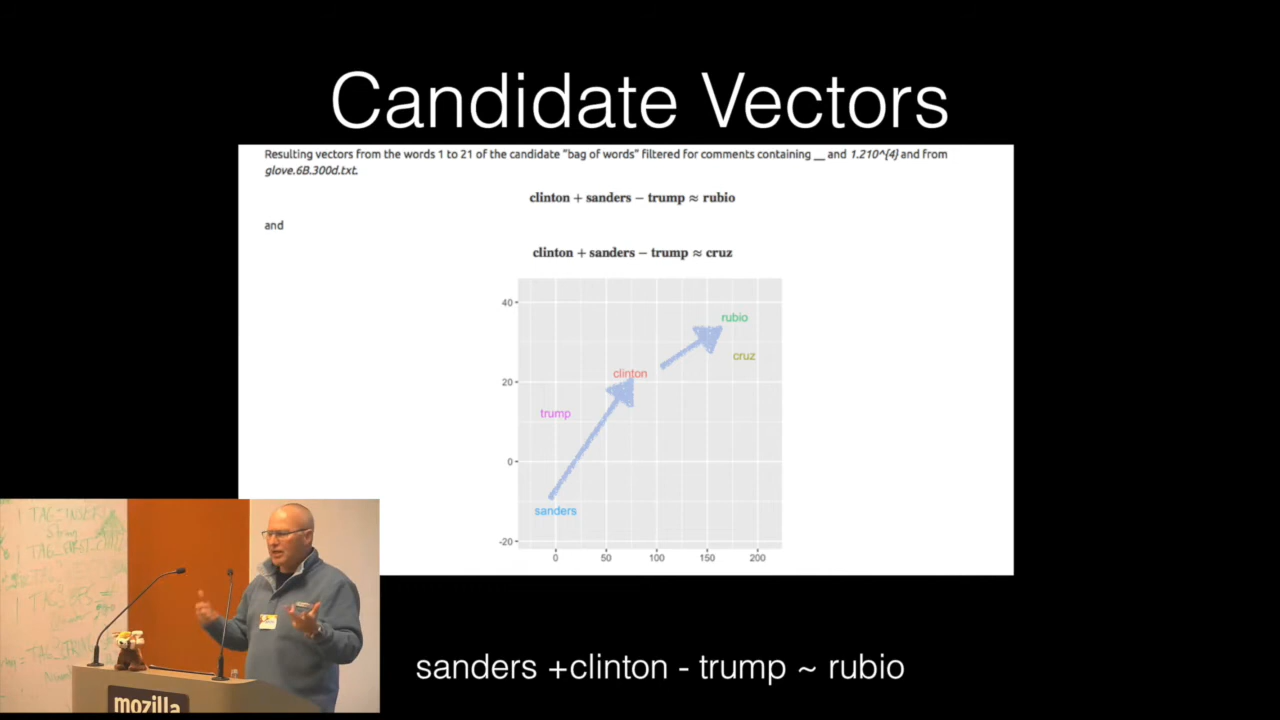 Candidate Vectors
Resulting vectors from the words 1 to 21 of the candidate "bag of words" filtered for comments containing __ and 1.210^{4} and from
glove.6B.300d.txt.
clinton + sanders − trump ≈ rubio
and
clinton + sanders − trump ≈ cruz
40
rubio
cruz
clinton
20
trump
0
sanders
-20
0 50 100 150 200
mozilla
sanders +clinton - trump ~ rubio